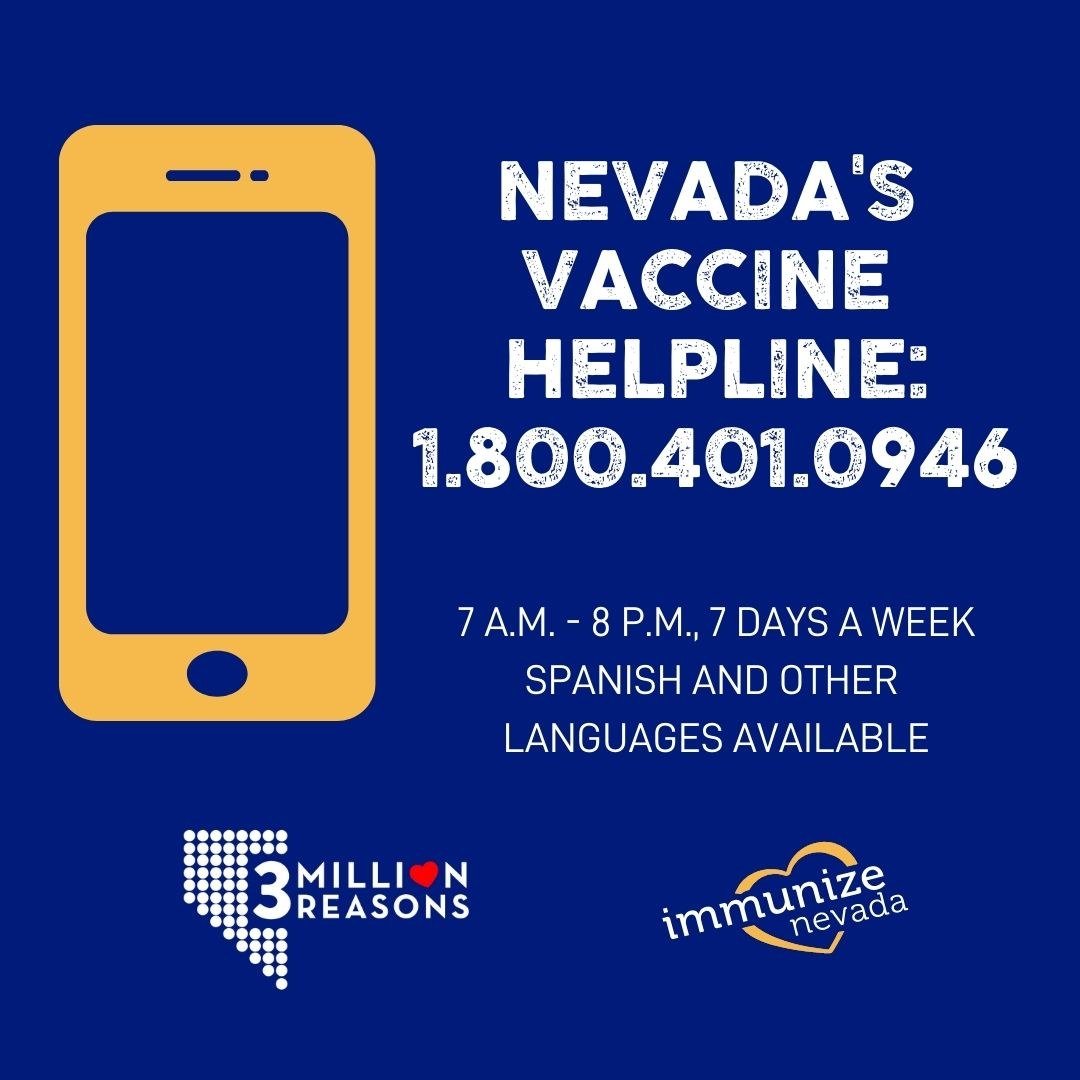 NEVADA'S
VACCINE
HELPLINE:
1.800.401.0946
7 A.M. - 8 P.M., 7 DAYS A WEEK
SPANISH AND OTHER
LANGUAGES AVAILABLE
3 MILLION
REASONS
immunize
nevada